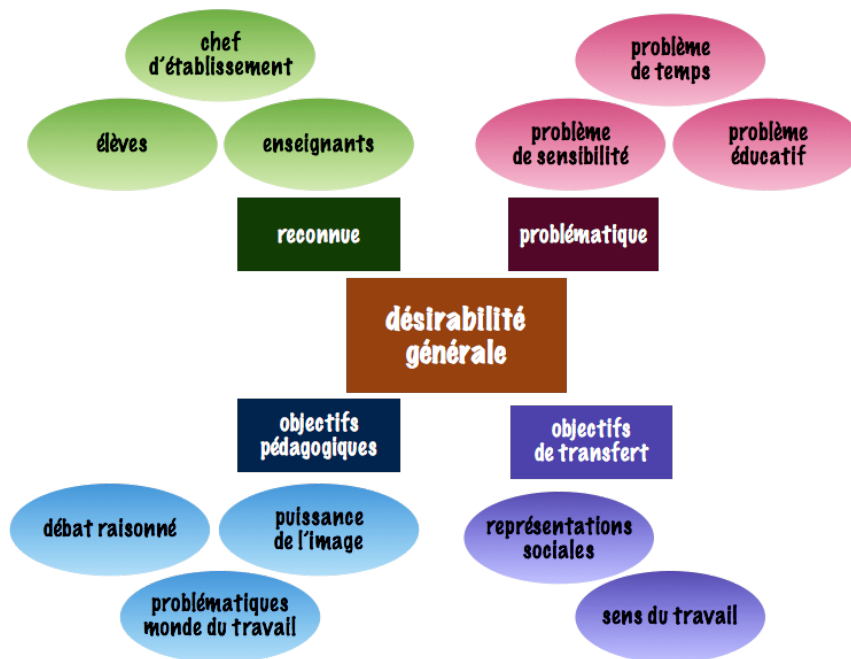 chef
d'établissement
élèves
enseignants
reconnue
problème
de temps
problème
de sensibilité
problème
éducatif
problématique
désirabilité
générale
objectifs
pédagogiques
débat raisonné
puissance
de l'image
problématiques
monde du travail
objectifs
de transfert
représentations
sociales
sens du travail